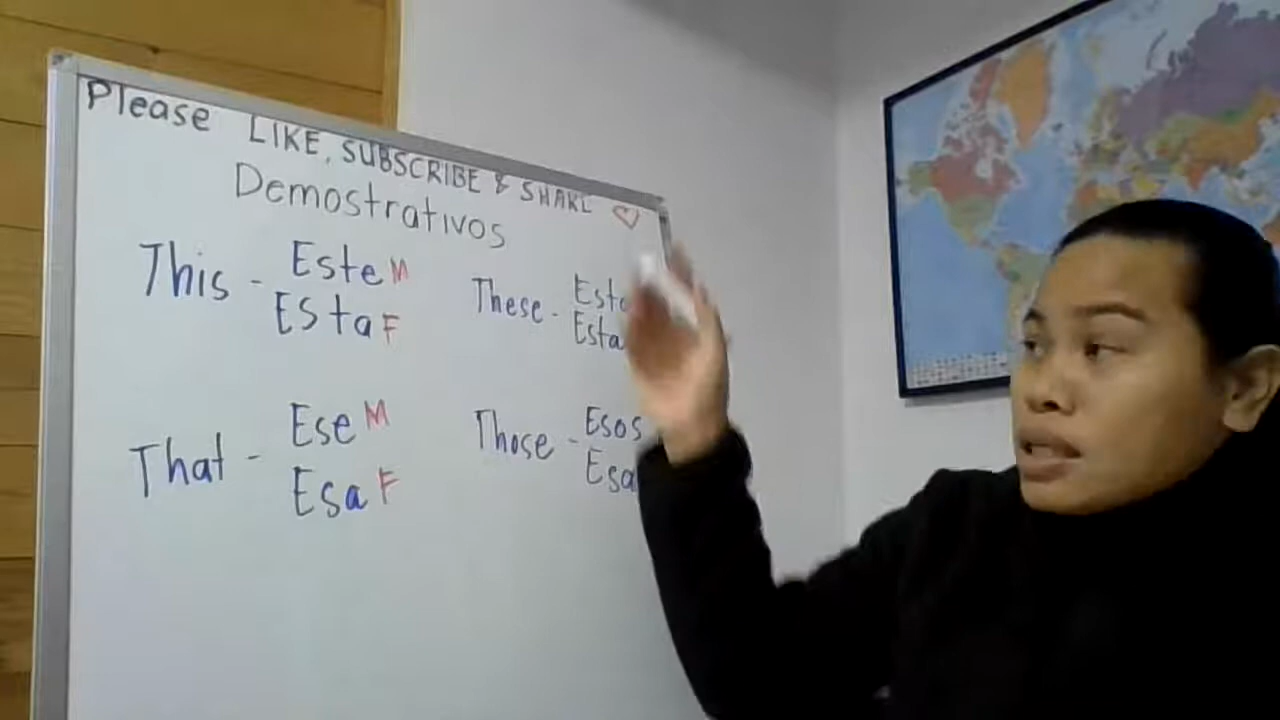 Please LIKE, SUBSCRIBE & SHARE
Demostrativos
This - Este M
Esta F
These - Esto
Esta
That - Ese M
Esa F
Those - Esos
Esa